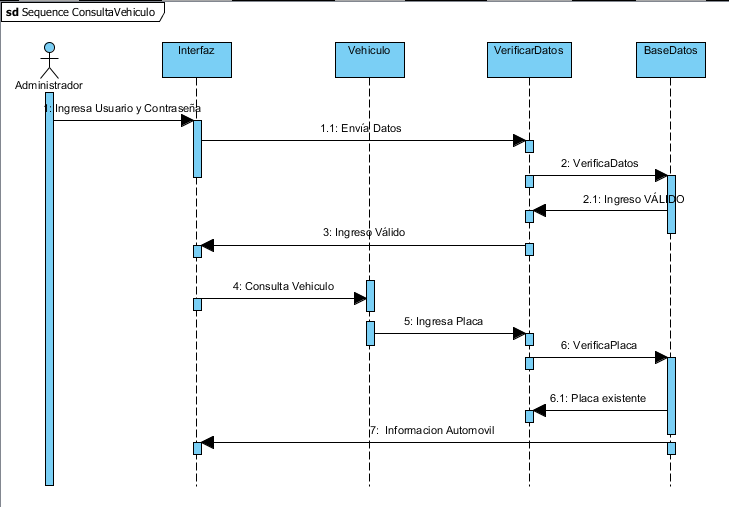 sd Sequence ConsultaVehiculo
Interfaz
Vehiculo
VerificarDatos
BaseDatos
Administrador
1: Ingresa Usuario y Contraseña
1.1: Envía Datos
2: VerificaDatos
2.1: Ingreso VÁLIDO
3: Ingreso Válido
4: Consulta Vehiculo
5: Ingresa Placa
6: VerificaPlaca
6.1: Placa existente
7: Informacion Automovil